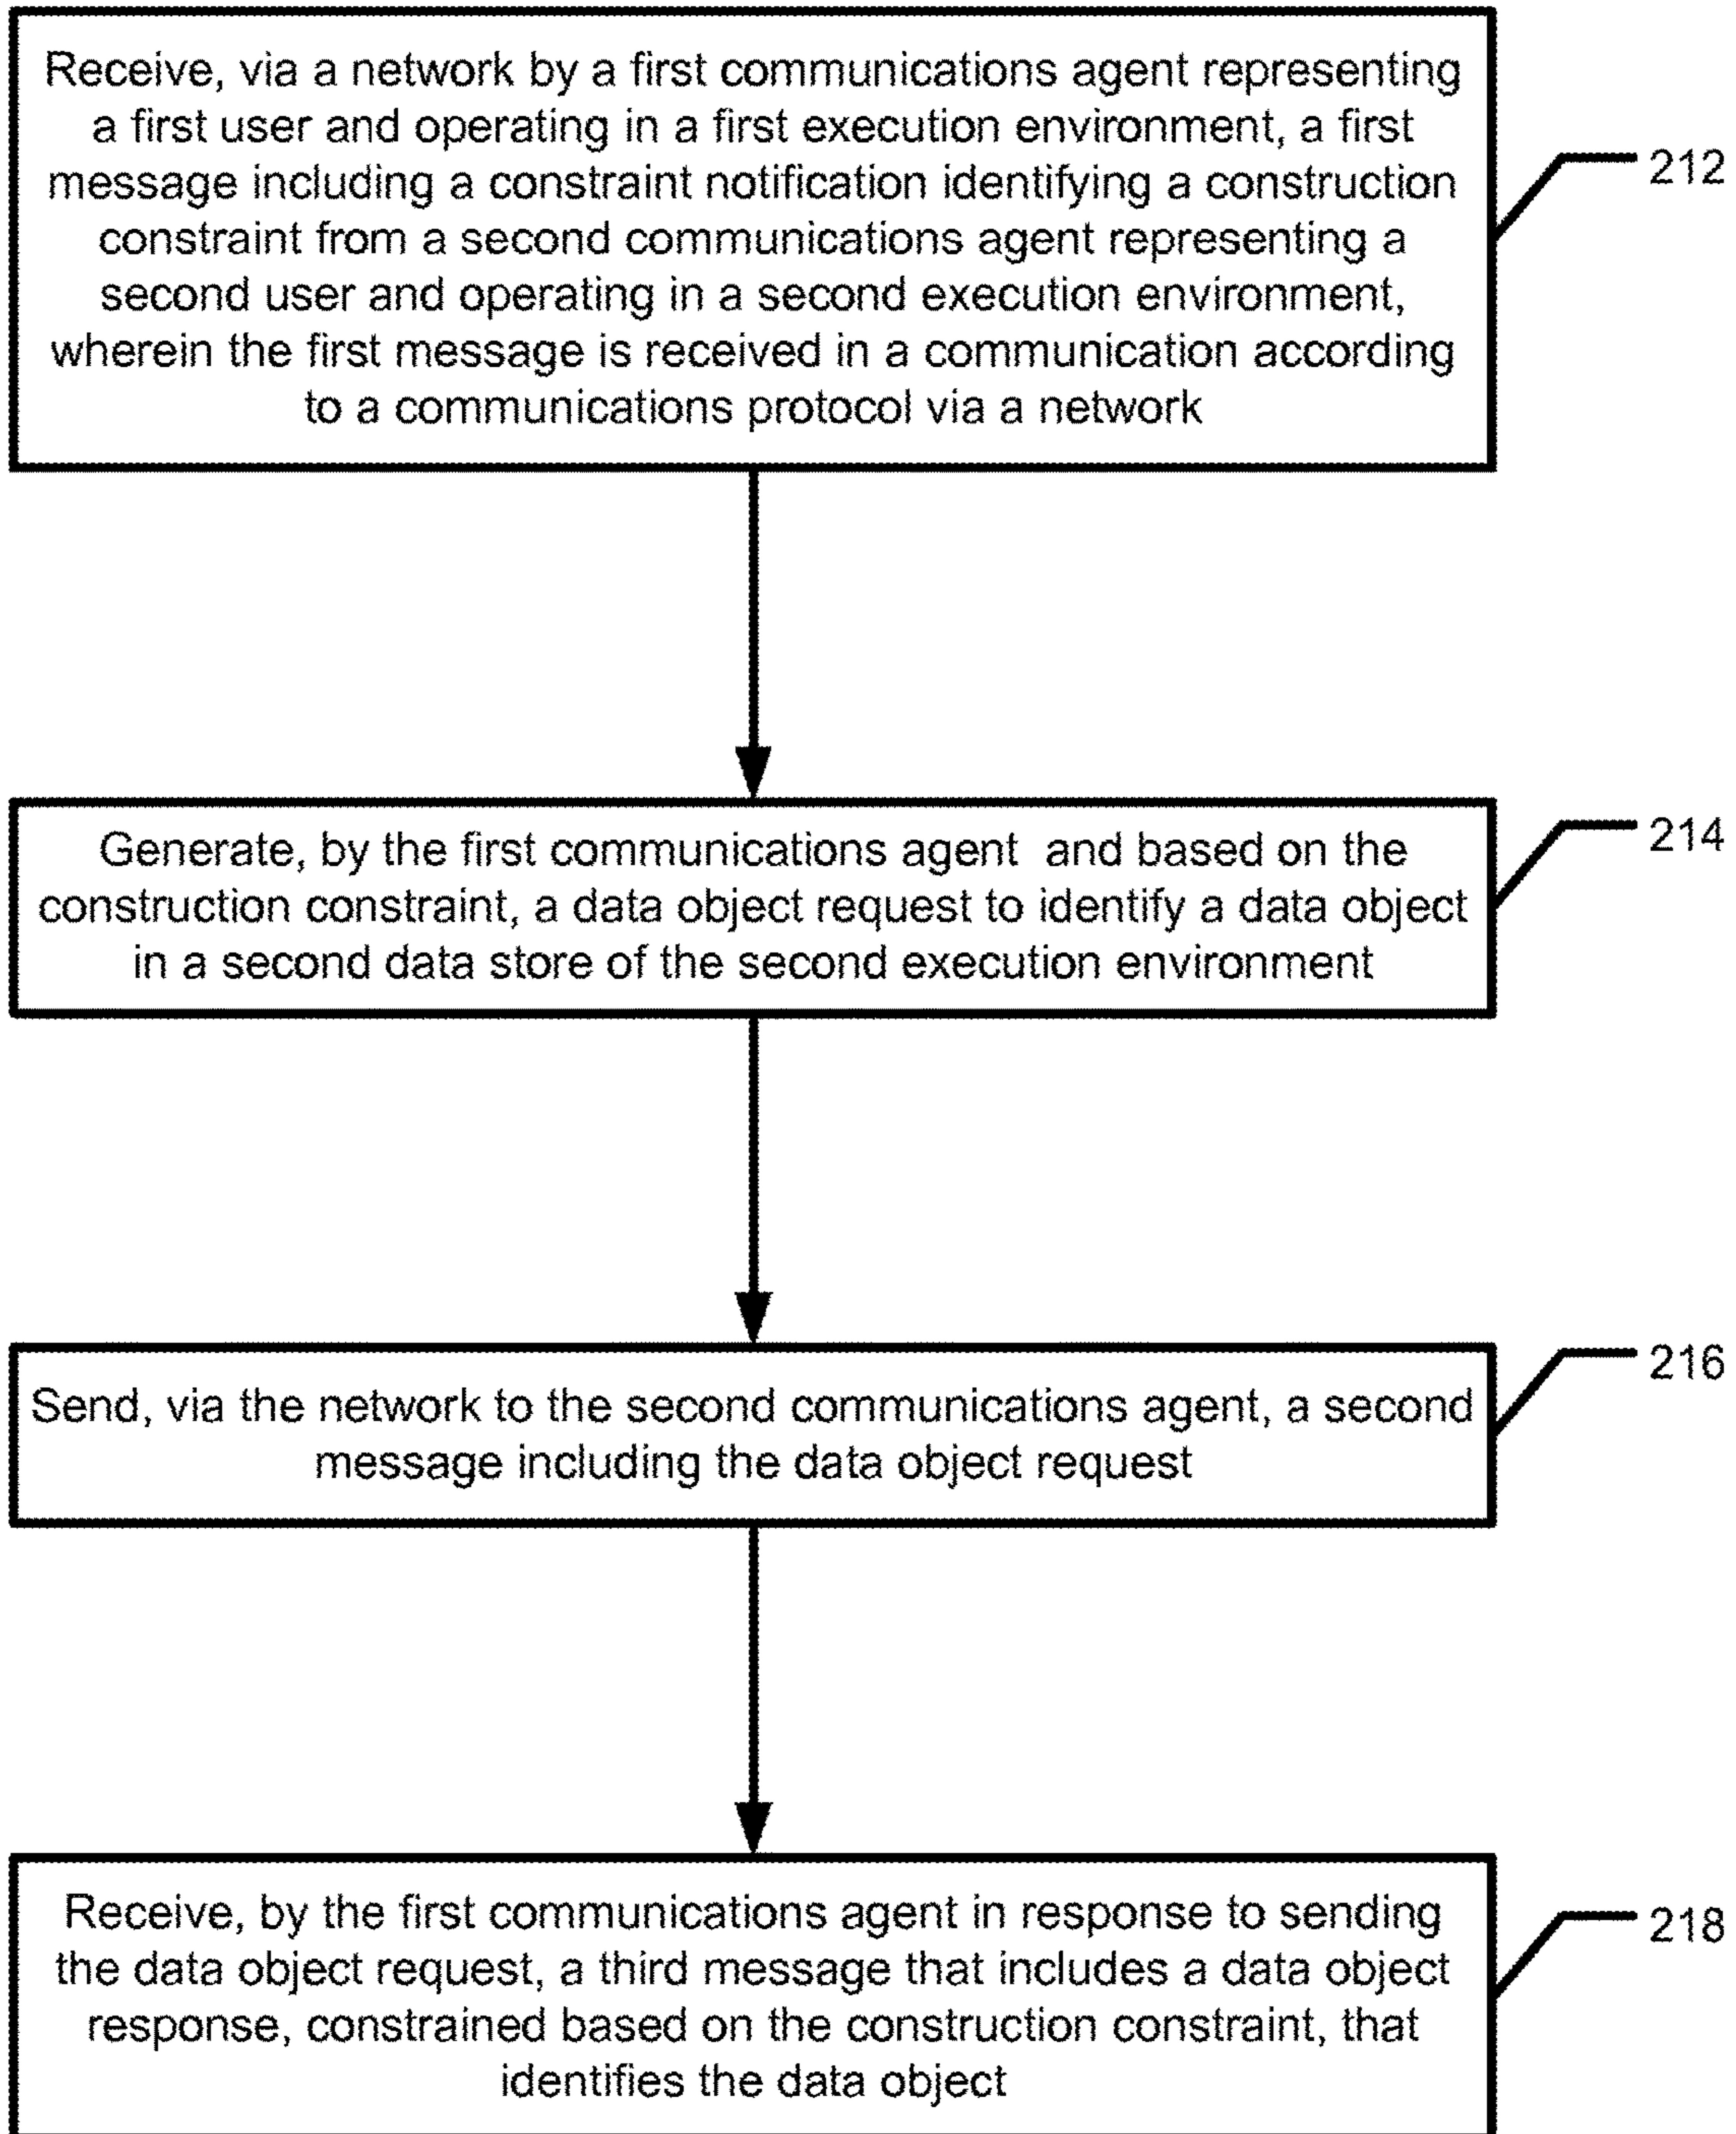 Receive, via a network by a first communications agent representing
a first user and operating in a first execution environment, a first
message including a constraint notification identifying a construction
constraint from a second communications agent representing a
second user and operating in a second execution environment,
wherein the first message is received in a communication according
to a communications protocol via a network
212
Generate, by the first communications agent and based on the
construction constraint, a data object request to identify a data object
in a second data store of the second execution environment
214
Send, via the network to the second communications agent, a second
message including the data object request
216
Receive, by the first communications agent in response to sending
the data object request, a third message that includes a data object
response, constrained based on the construction constraint, that
identifies the data object
218